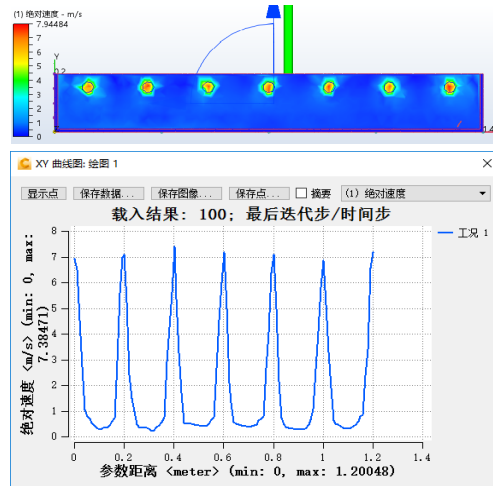 (1) 绝对速度 - m/s
7.94484
7
6
5
4
3
2
1
0
Y
0.2
1.4
XY 曲线图: 绘图 1
显示点 保存数据... 保存图像... 保存点... 摘要 (1) 绝对速度
载入结果: 100; 最后迭代步/时间步
工况 1
绝对速度 <m/s> (min: 0, max: 7.38471)
8
7
6
5
4
3
2
1
0
0 0.2 0.4 0.6 0.8 1.0 1.2 1.4
参数距离 <meter> (min: 0, max: 1.20048)